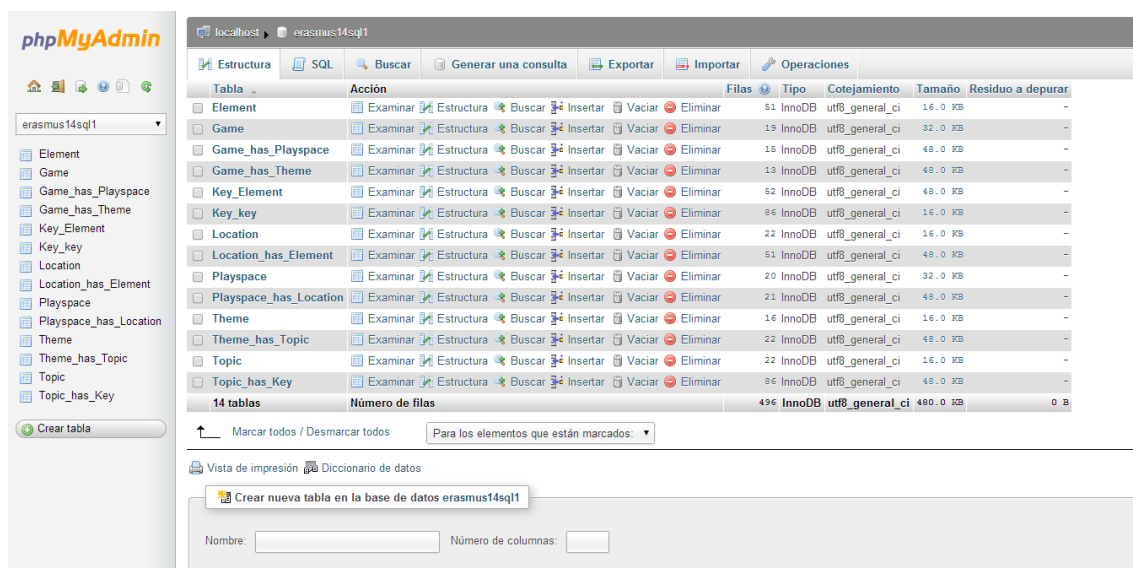 phpMyAdmin
erasmus14sql1
Element
Game
Game_has_Playspace
Game_has_Theme
Key_Element
Key_key
Location
Location_has_Element
Playspace
Playspace_has_Location
Theme
Theme_has_Topic
Topic
Topic_has_Key
Crear tabla
localhost erasmus14sql1
Estructura SQL Buscar Generar una consulta Exportar Importar Operaciones
Tabla Acción Filas Tipo Cotejamiento Tamaño Residuo a depurar
Element Examinar Estructura Buscar Insertar Vaciar Eliminar 51 InnoDB utf8_general_ci 16.0 KB -
Game Examinar Estructura Buscar Insertar Vaciar Eliminar 19 InnoDB utf8_general_ci 32.0 KB -
Game_has_Playspace Examinar Estructura Buscar Insertar Vaciar Eliminar 15 InnoDB utf8_general_ci 48.0 KB -
Game_has_Theme Examinar Estructura Buscar Insertar Vaciar Eliminar 13 InnoDB utf8_general_ci 48.0 KB -
Key_Element Examinar Estructura Buscar Insertar Vaciar Eliminar 52 InnoDB utf8_general_ci 48.0 KB -
Key_key Examinar Estructura Buscar Insertar Vaciar Eliminar 86 InnoDB utf8_general_ci 16.0 KB -
Location Examinar Estructura Buscar Insertar Vaciar Eliminar 22 InnoDB utf8_general_ci 16.0 KB -
Location_has_Element Examinar Estructura Buscar Insertar Vaciar Eliminar 51 InnoDB utf8_general_ci 48.0 KB -
Playspace Examinar Estructura Buscar Insertar Vaciar Eliminar 20 InnoDB utf8_general_ci 32.0 KB -
Playspace_has_Location Examinar Estructura Buscar Insertar Vaciar Eliminar 21 InnoDB utf8_general_ci 48.0 KB -
Theme Examinar Estructura Buscar Insertar Vaciar Eliminar 16 InnoDB utf8_general_ci 16.0 KB -
Theme_has_Topic Examinar Estructura Buscar Insertar Vaciar Eliminar 22 InnoDB utf8_general_ci 48.0 KB -
Topic Examinar Estructura Buscar Insertar Vaciar Eliminar 22 InnoDB utf8_general_ci 16.0 KB -
Topic_has_Key Examinar Estructura Buscar Insertar Vaciar Eliminar 86 InnoDB utf8_general_ci 48.0 KB -
14 tablas Número de filas 496 InnoDB utf8_general_ci 480.0 KB 0 B
Marcar todos / Desmarcar todos Para los elementos que están marcados:
Vista de impresión Diccionario de datos
Crear nueva tabla en la base de datos erasmus14sql1
Nombre: Número de columnas: